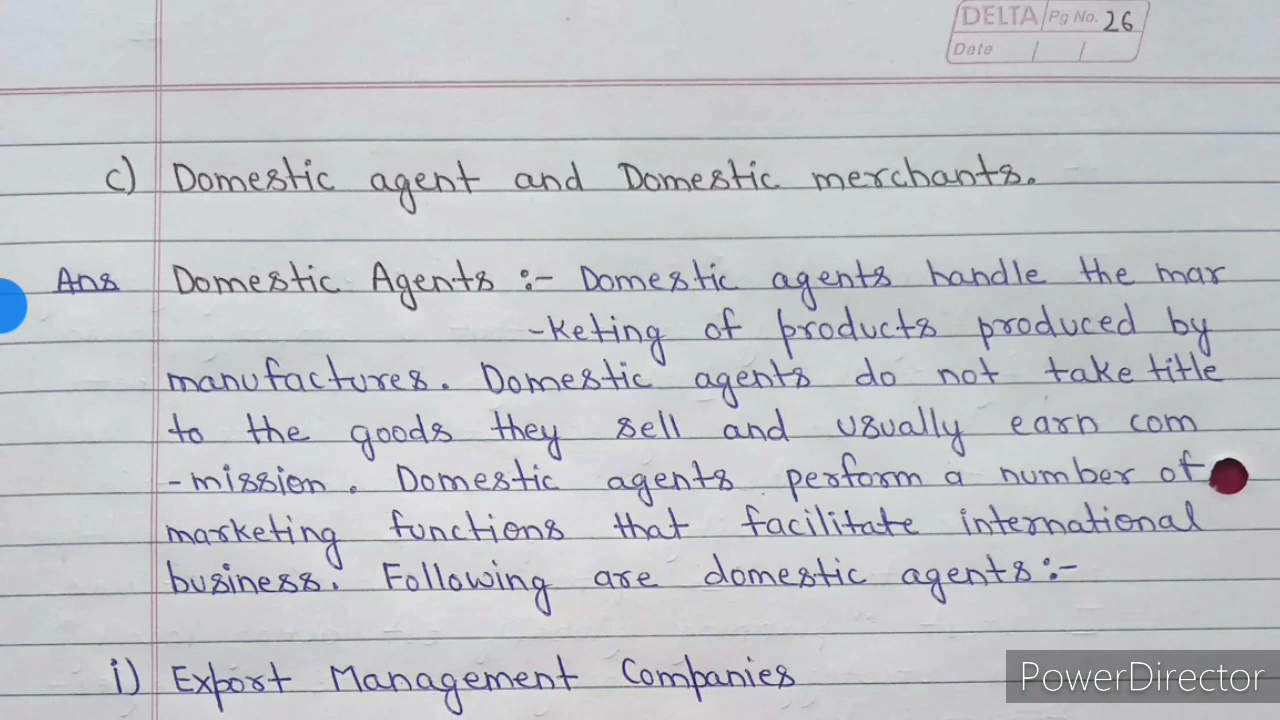 DELTA Pg No. 26
Date / /
c) Domestic agent and Domestic merchants.
Ans Domestic Agents :- Domestic agents handle the mar
-keting of products produced by
manufactures. Domestic agents do not take title
to the goods they sell and usually earn com
-mission. Domestic agents perform a number of
marketing functions that facilitate international
business. Following are domestic agents :-
i) Export Management Companies
PowerDirector